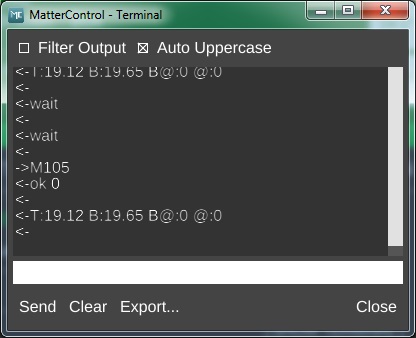 MC MatterControl - Terminal
Filter Output Auto Uppercase
<-T:19.12 B:19.65 B@:0 @:0
<-
<-wait
<-
<-wait
<-
->M105
<-ok 0
<-
<-T:19.12 B:19.65 B@:0 @:0
<-
Send Clear Export... Close